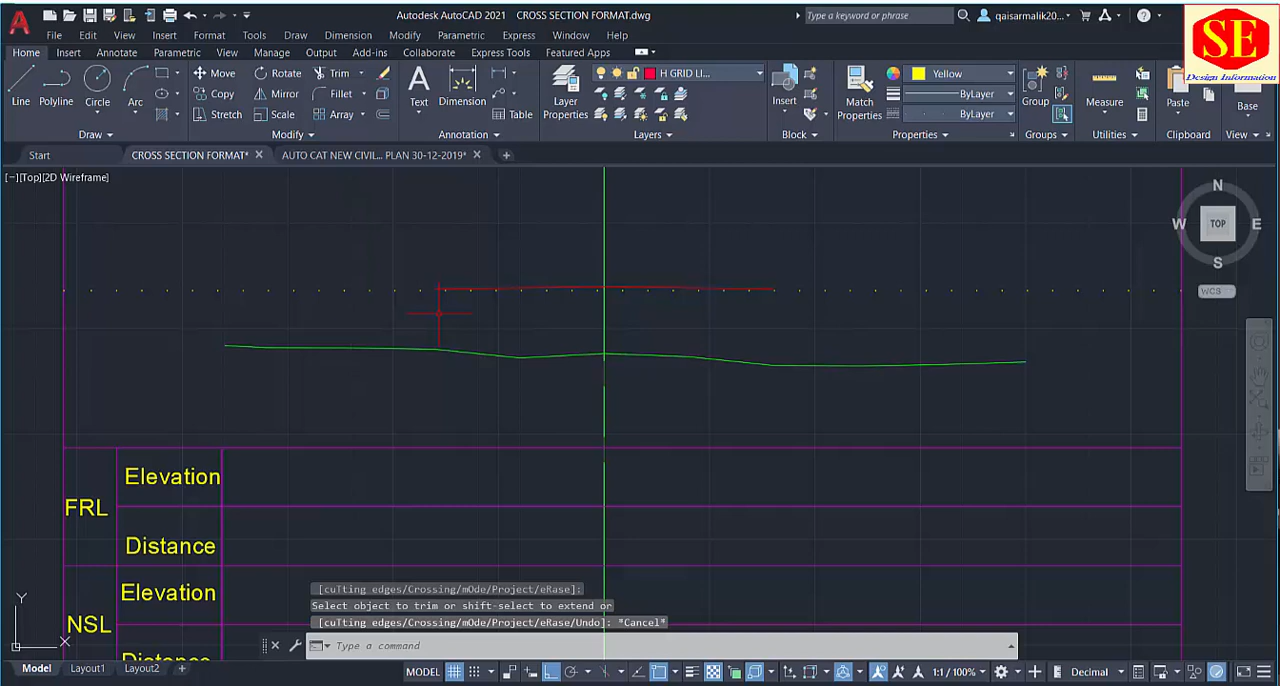 Autodesk AutoCAD 2021 CROSS SECTION FORMAT.dwg
Type a keyword or phrase
qaisarmalik20...
SE
Design Information
File Edit View Insert Format Tools Draw Dimension Modify Parametric Express Window Help
Home Insert Annotate Parametric View Manage Output Add-ins Collaborate Express Tools Featured Apps
Line Polyline Circle Arc
Move Rotate Trim
Copy Mirror Fillet
Stretch Scale Array
Text Dimension Table
Layer Properties
H GRID LI...
Insert
Match Properties
Yellow
ByLayer
ByLayer
Group
Measure
Paste
Base
Draw Modify Annotation Layers Block Properties Groups Utilities Clipboard View
Start CROSS SECTION FORMAT* AUTO CAT NEW CIVIL... PLAN 30-12-2019*
[−][Top][2D Wireframe]
N
W TOP E
S
WCS
Elevation
FRL
Distance
Elevation
NSL
Distance
Y
X
[cuTting edges/Crossing/mOde/Project/eRase]:
Select object to trim or shift-select to extend or
[cuTting edges/Crossing/mOde/Project/eRase/Undo]: *Cancel*
Type a command
Model Layout1 Layout2 +
MODEL 1:1 / 100% Decimal